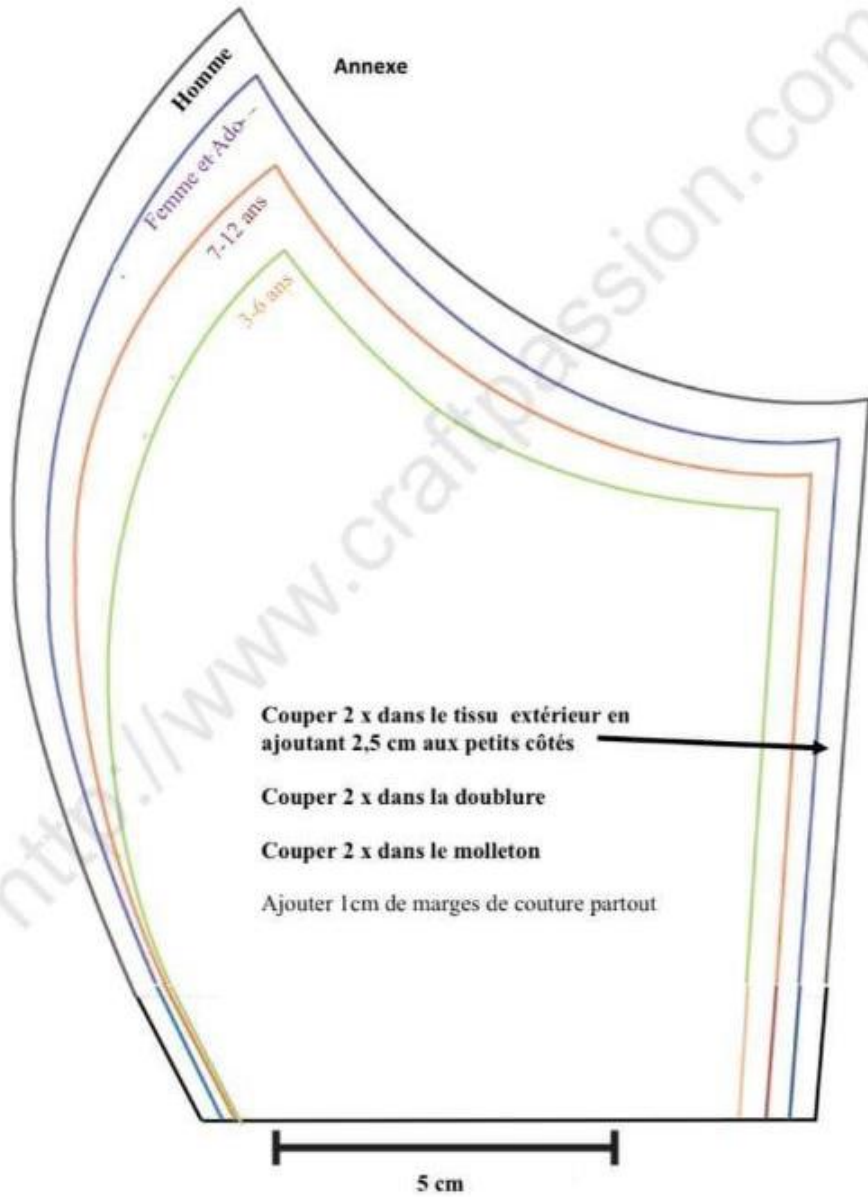 Annexe
Homme
Femme et Ado
7-12 ans
3-6 ans
http://www.craftpassion.com
Couper 2 x dans le tissu extérieur en
ajoutant 2,5 cm aux petits côtés
Couper 2 x dans la doublure
Couper 2 x dans le molleton
Ajouter 1cm de marges de couture partout
5 cm